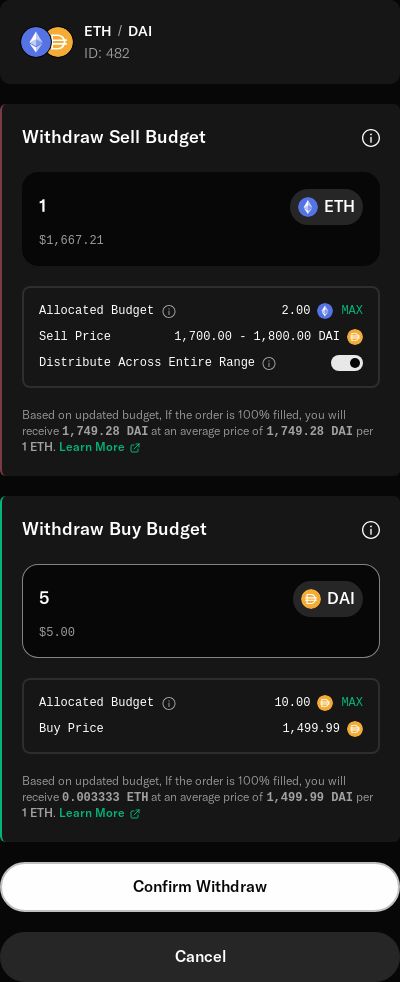 ETH / DAI
ID: 482
Withdraw Sell Budget
1 ETH
$1,667.21
Allocated Budget 2.00 MAX
Sell Price 1,700.00 - 1,800.00 DAI
Distribute Across Entire Range
Based on updated budget, If the order is 100% filled, you will
receive 1,749.28 DAI at an average price of 1,749.28 DAI per
1 ETH. Learn More
Withdraw Buy Budget
5 DAI
$5.00
Allocated Budget 10.00 MAX
Buy Price 1,499.99
Based on updated budget, If the order is 100% filled, you will
receive 0.003333 ETH at an average price of 1,499.99 DAI per
1 ETH. Learn More
Confirm Withdraw
Cancel